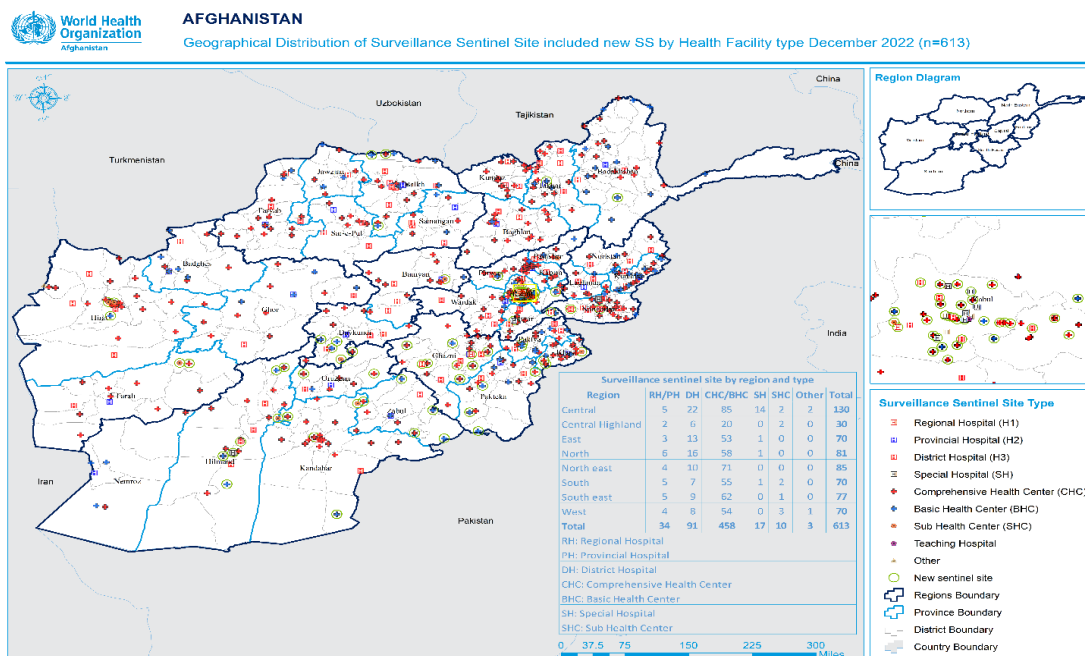 World Health
Organization
Afghanistan
AFGHANISTAN
Geographical Distribution of Surveillance Sentinel Site included new SS by Health Facility type December 2022 (n=613)
China
Uzbokistan
Tajikistan
Turkmenistan
China
Iran
Pakistan
India
Jawzjan
Balkh
Kunduz
Takhar
Badakhshan
Faryab
Sar-e-Pul
Samangan
Baghlan
Badghis
Bamyan
Nuristan
Hirat
Ghor
Wardak
Daykundi
Ghazni
Paktya
Uruzgan
Farah
Zabul
Paktika
Hilmand
Kandahar
Nemroz
Surveillance sentinel site by region and type
Region RH/PH DH CHC/BHC SH SHC Other Total
Central 5 22 85 14 2 2 130
Central Highland 2 6 20 0 2 0 30
East 3 13 53 1 0 0 70
North 6 16 58 1 0 0 81
North east 4 10 71 0 0 0 85
South 5 7 55 1 2 0 70
South east 5 9 62 0 1 0 77
West 4 8 54 0 3 1 70
Total 34 91 458 17 10 3 613
RH: Regional Hospital
PH: Provincial Hospital
DH: District Hospital
CHC: Comprehensive Health Center
BHC: Basic Health Center
SH: Special Hospital
SHC: Sub Health Center
0 37.5 75 150 225 300
Miles
Region Diagram
Kabul
Surveillance Sentinel Site Type
Regional Hospital (H1)
Provincial Hospital (H2)
District Hospital (H3)
Special Hospital (SH)
Comprehensive Health Center (CHC)
Basic Health Center (BHC)
Sub Health Center (SHC)
Teaching Hospital
Other
New sentinel site
Regions Boundary
Province Boundary
District Boundary
Country Boundary